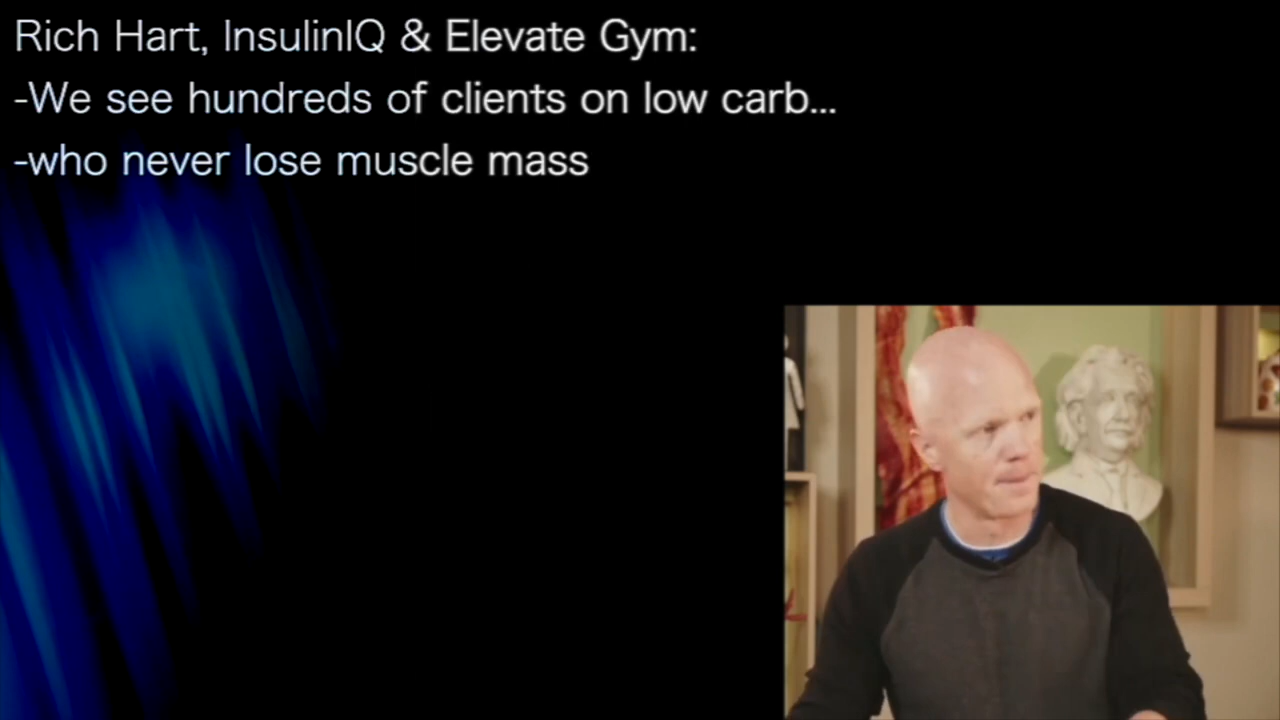 Rich Hart, InsulinIQ & Elevate Gym:
-We see hundreds of clients on low carb...
-who never lose muscle mass